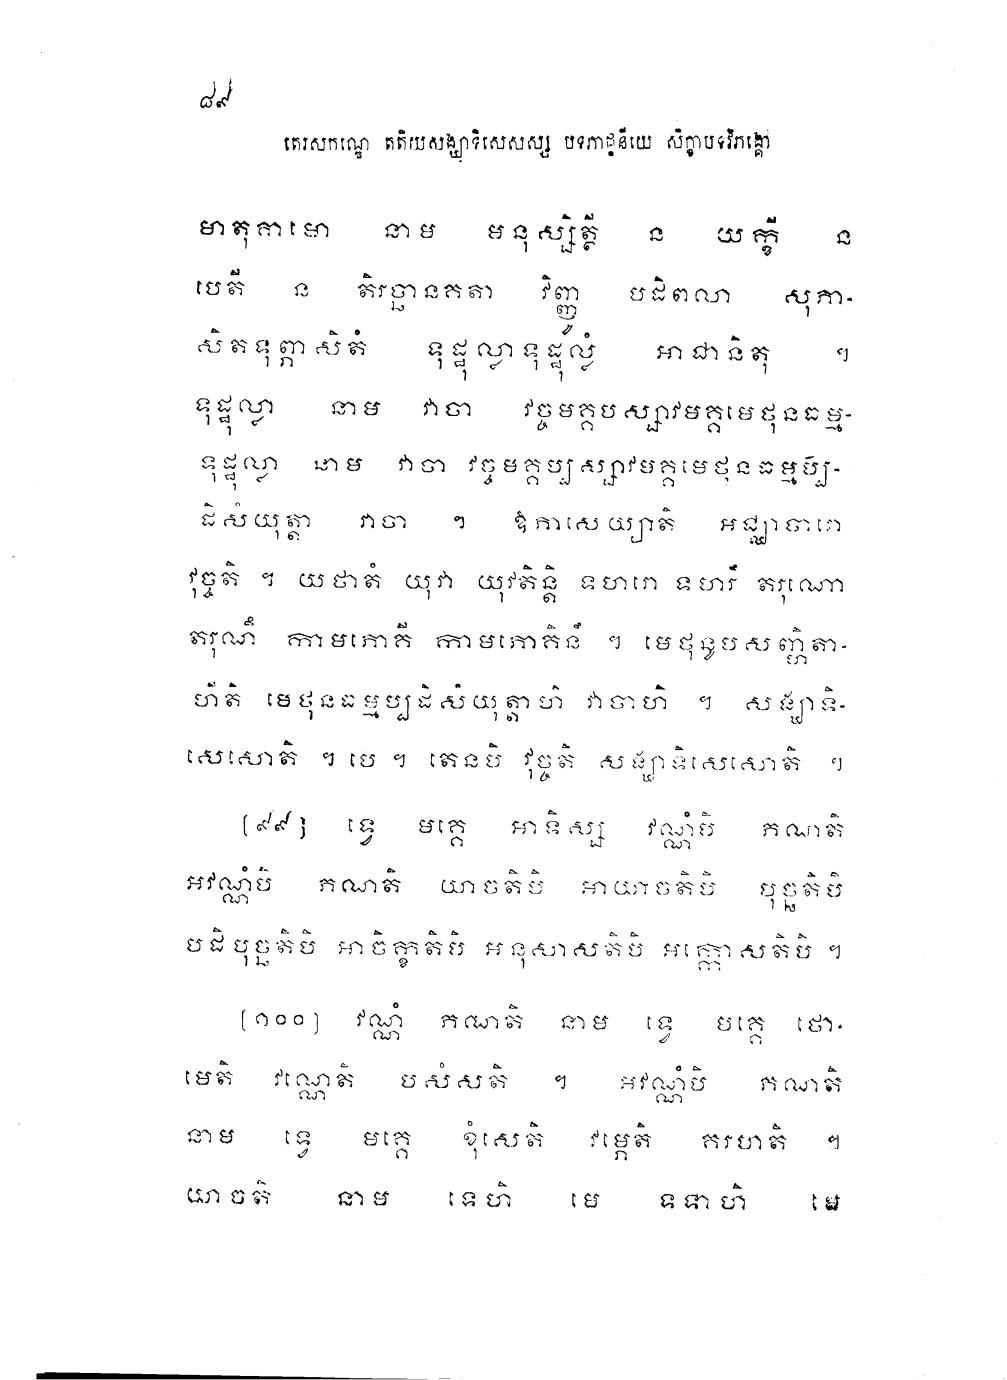 ៨៩
តេរសកណ្ឌេ តតិយសង្ឃាទិសេសស្ស បទភាជនីយេ សិក្ខាបទវិភង្គោ
មាតុគាមោ នាម មនុស្សិត្ថី ន យក្ខី ន
បេតី ន តិរច្ឆានគតា វិញ្ញូ បដិពលា សុភា-
សិតទុព្ភាសិតំ ទុដ្ឋុល្លាទុដ្ឋុល្លំ អាជានិតុំ ។
ទុដ្ឋុល្លា នាម វាចា វច្ចមគ្គបស្សាវមគ្គមេថុនធម្ម-
ទុដ្ឋុល្លា នាម វាចា វច្ចមគ្គប្បស្សាវមគ្គមេថុនធម្មប្ប-
ដិសំយុត្តា វាចា ។ ឱភាសេយ្យាតិ អជ្ឈាចារោ
វុច្ចតិ ។ យថាតំ យុវា យុវតិន្តិ ទហរោ ទហរឹ តរុណោ
តរុណឹ កាមភោគី កាមភោគិនឹ ។ មេថុនូបសញ្ហិតា-
ហីតិ មេថុនធម្មប្បដិសំយុត្តាហិ វាចាហិ ។ សង្ឃាទិ-
សេសោតិ ។ បេ ។ តេនបិ វុច្ចតិ សង្ឃាទិសេសោតិ ។
[៩៩] ទ្វេ មគ្គេ អាទិស្ស វណ្ណំបិ ភណតិ
អវណ្ណំបិ ភណតិ យាចតិបិ អាយាចតិបិ បុច្ឆតិបិ
បដិបុច្ឆតិបិ អាចិក្ខតិបិ អនុសាសតិបិ អក្កោសតិបិ ។
[១០០] វណ្ណំ ភណតិ នាម ទ្វេ មគ្គេ ថោ-
មេតិ វណ្ណេតិ បសំសតិ ។ អវណ្ណំបិ ភណតិ
នាម ទ្វេ មគ្គេ ខុំសេតិ វម្ភេតិ គរហតិ ។
យាចតិ នាម ទេហិ មេ ទទាហិ មេ